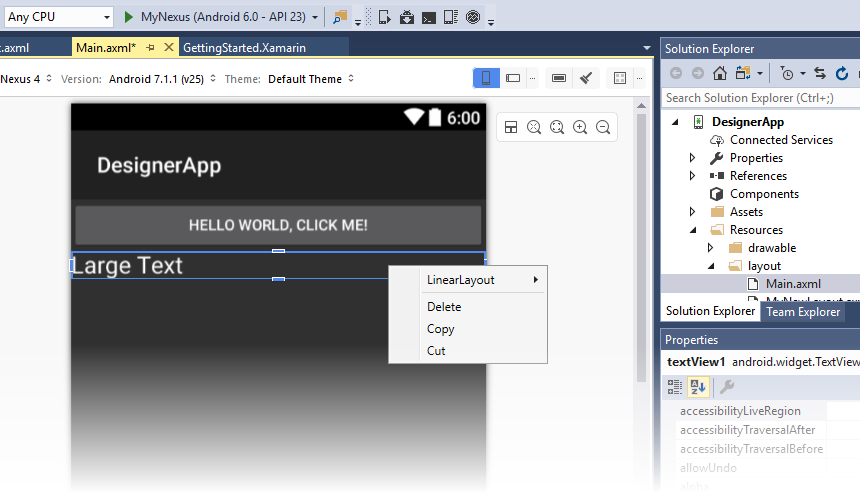 Any CPU MyNexus (Android 6.0 - API 23)
.axml Main.axml* GettingStarted.Xamarin
Nexus 4 Version: Android 7.1.1 (v25) Theme: Default Theme
6:00
DesignerApp
HELLO WORLD, CLICK ME!
Large Text
LinearLayout
Delete
Copy
Cut
Solution Explorer
Search Solution Explorer (Ctrl+;)
DesignerApp
Connected Services
Properties
References
Components
Assets
Resources
drawable
layout
Main.axml
Solution Explorer Team Explorer
Properties
textView1 android.widget.TextView
accessibilityLiveRegion
accessibilityTraversalAfter
accessibilityTraversalBefore
allowUndo